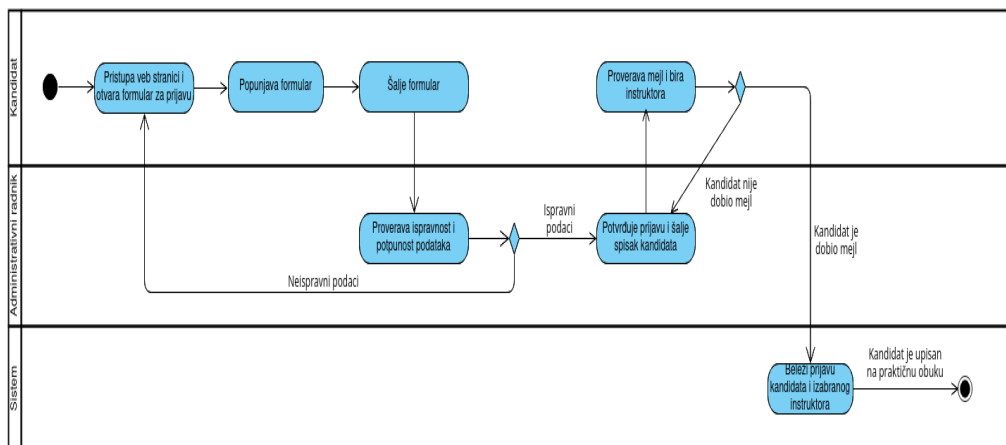 Kandidat
Pristupa veb stranici i
otvara formular za prijavu
Popunjava formular
Šalje formular
Proverava mejl i bira
instruktora
Administrativni radnik
Proverava ispravnost i
potpunost podataka
Ispravni
podaci
Potvrđuje prijavu i šalje
spisak kandidata
Kandidat nije
dobio mejl
Kandidat je
dobio mejl
Neispravni podaci
Sistem
Beleži prijavu
kandidata i izabranog
instruktora
Kandidat je upisan
na praktičnu obuku